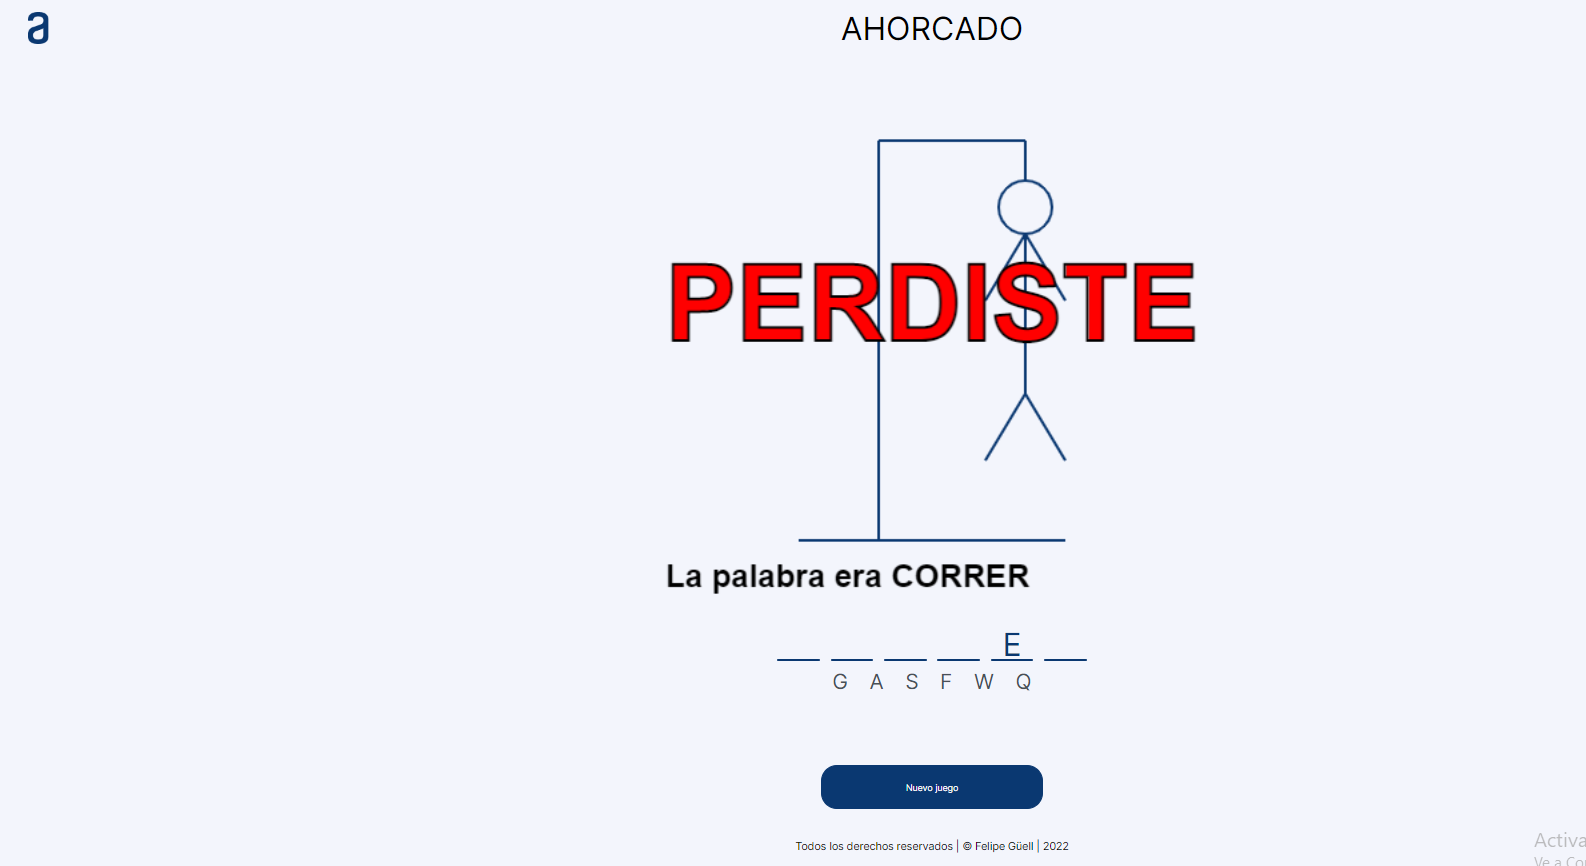 a
AHORCADO
PERDISTE
La palabra era CORRER
E
G A S F W Q
Nuevo juego
Todos los derechos reservados | © Felipe Güell | 2022
Activa
Ve a Co